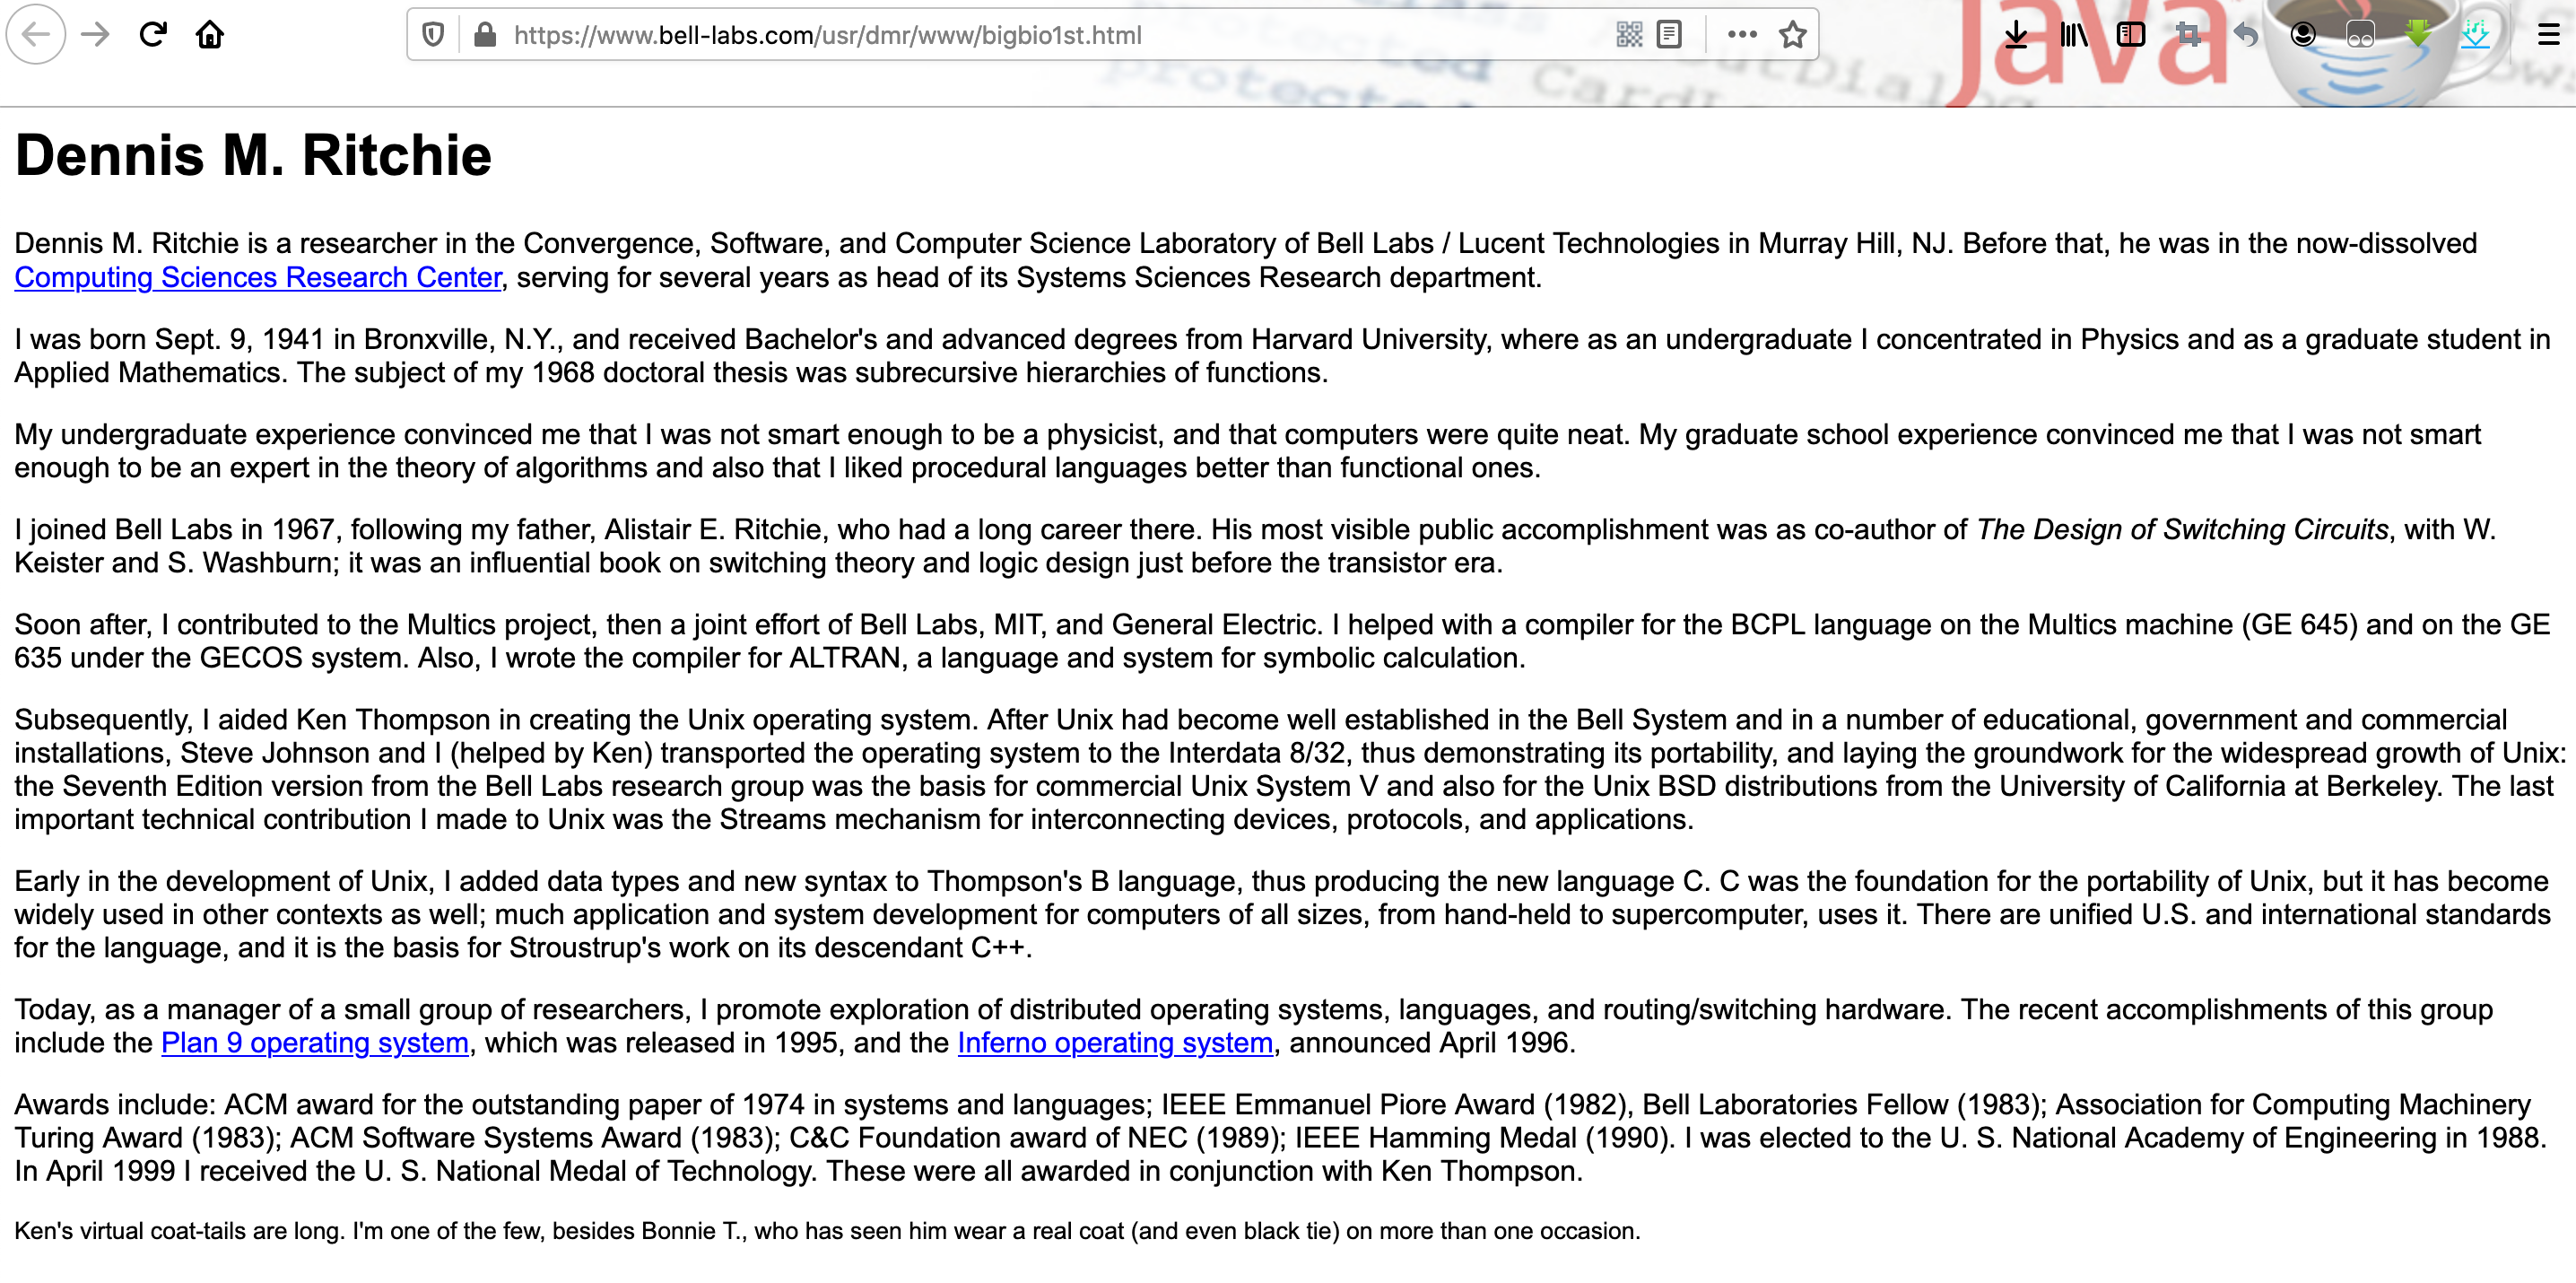 https://www.bell-labs.com/usr/dmr/www/bigbio1st.html
Java
protected CardL
Dennis M. Ritchie
Dennis M. Ritchie is a researcher in the Convergence, Software, and Computer Science Laboratory of Bell Labs / Lucent Technologies in Murray Hill, NJ. Before that, he was in the now-dissolved
Computing Sciences Research Center, serving for several years as head of its Systems Sciences Research department.
I was born Sept. 9, 1941 in Bronxville, N.Y., and received Bachelor's and advanced degrees from Harvard University, where as an undergraduate I concentrated in Physics and as a graduate student in
Applied Mathematics. The subject of my 1968 doctoral thesis was subrecursive hierarchies of functions.
My undergraduate experience convinced me that I was not smart enough to be a physicist, and that computers were quite neat. My graduate school experience convinced me that I was not smart
enough to be an expert in the theory of algorithms and also that I liked procedural languages better than functional ones.
I joined Bell Labs in 1967, following my father, Alistair E. Ritchie, who had a long career there. His most visible public accomplishment was as co-author of The Design of Switching Circuits, with W.
Keister and S. Washburn; it was an influential book on switching theory and logic design just before the transistor era.
Soon after, I contributed to the Multics project, then a joint effort of Bell Labs, MIT, and General Electric. I helped with a compiler for the BCPL language on the Multics machine (GE 645) and on the GE
635 under the GECOS system. Also, I wrote the compiler for ALTRAN, a language and system for symbolic calculation.
Subsequently, I aided Ken Thompson in creating the Unix operating system. After Unix had become well established in the Bell System and in a number of educational, government and commercial
installations, Steve Johnson and I (helped by Ken) transported the operating system to the Interdata 8/32, thus demonstrating its portability, and laying the groundwork for the widespread growth of Unix:
the Seventh Edition version from the Bell Labs research group was the basis for commercial Unix System V and also for the Unix BSD distributions from the University of California at Berkeley. The last
important technical contribution I made to Unix was the Streams mechanism for interconnecting devices, protocols, and applications.
Early in the development of Unix, I added data types and new syntax to Thompson's B language, thus producing the new language C. C was the foundation for the portability of Unix, but it has become
widely used in other contexts as well; much application and system development for computers of all sizes, from hand-held to supercomputer, uses it. There are unified U.S. and international standards
for the language, and it is the basis for Stroustrup's work on its descendant C++.
Today, as a manager of a small group of researchers, I promote exploration of distributed operating systems, languages, and routing/switching hardware. The recent accomplishments of this group
include the Plan 9 operating system, which was released in 1995, and the Inferno operating system, announced April 1996.
Awards include: ACM award for the outstanding paper of 1974 in systems and languages; IEEE Emmanuel Piore Award (1982), Bell Laboratories Fellow (1983); Association for Computing Machinery
Turing Award (1983); ACM Software Systems Award (1983); C&C Foundation award of NEC (1989); IEEE Hamming Medal (1990). I was elected to the U. S. National Academy of Engineering in 1988.
In April 1999 I received the U. S. National Medal of Technology. These were all awarded in conjunction with Ken Thompson.
Ken's virtual coat-tails are long. I'm one of the few, besides Bonnie T., who has seen him wear a real coat (and even black tie) on more than one occasion.